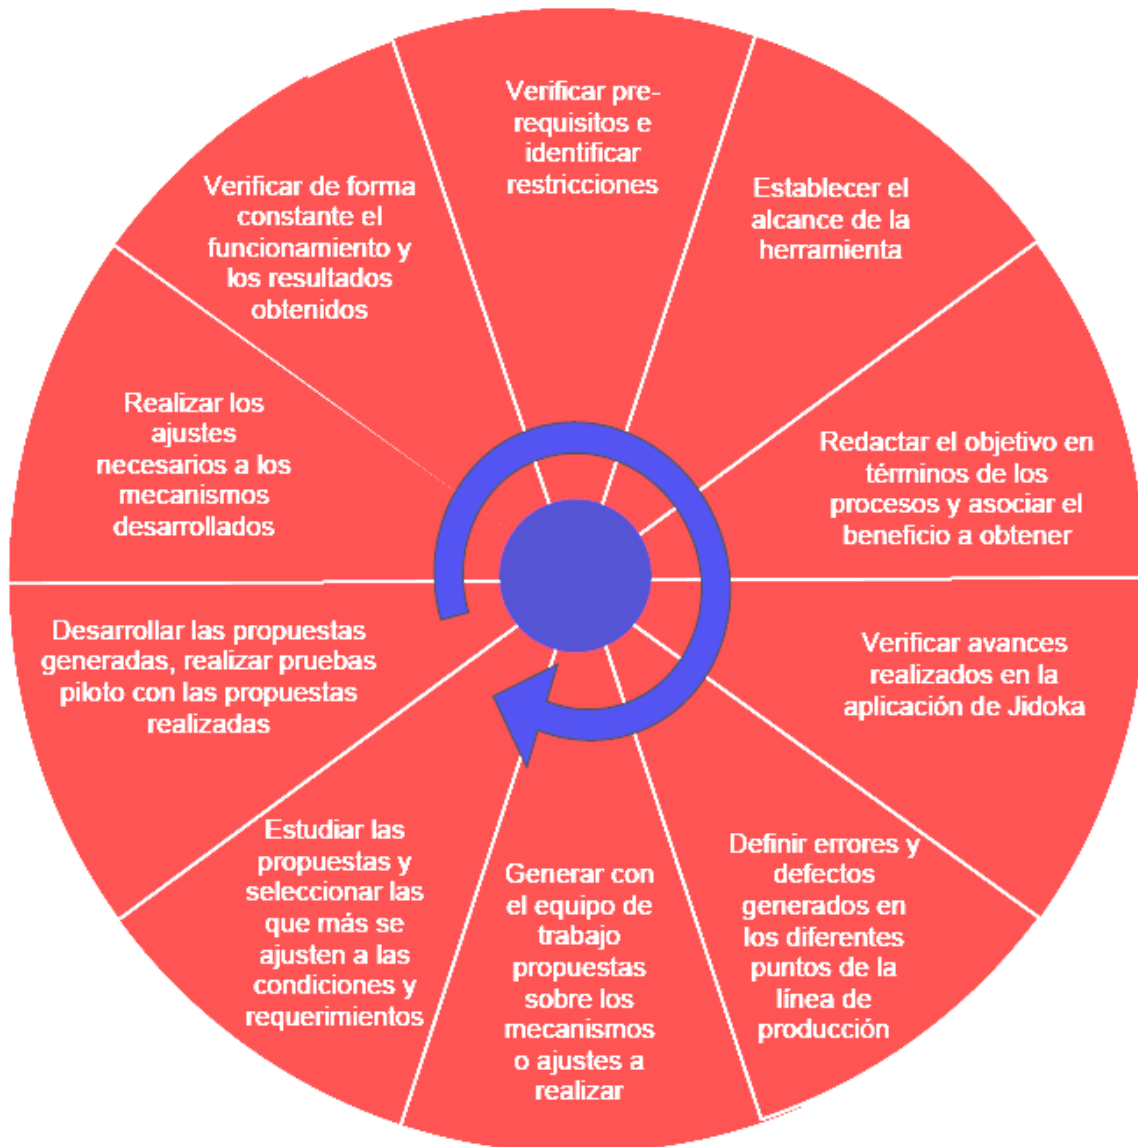 Verificar pre-
requisitos e
identificar
restricciones
Establecer el
alcance de la
herramienta
Redactar el objetivo en
términos de los
procesos y asociar el
beneficio a obtener
Verificar avances
realizados en la
aplicación de Jidoka
Definir errores y
defectos
generados en
los diferentes
puntos de la
línea de
producción
Generar con
el equipo de
trabajo
propuestas
sobre los
mecanismos
o ajustes a
realizar
Estudiar las
propuestas y
seleccionar las
que más se
ajusten a las
condiciones y
requerimientos
Desarrollar las propuestas
generadas, realizar pruebas
piloto con las propuestas
realizadas
Realizar los
ajustes
necesarios a los
mecanismos
desarrollados
Verificar de forma
constante el
funcionamiento y
los resultados
obtenidos